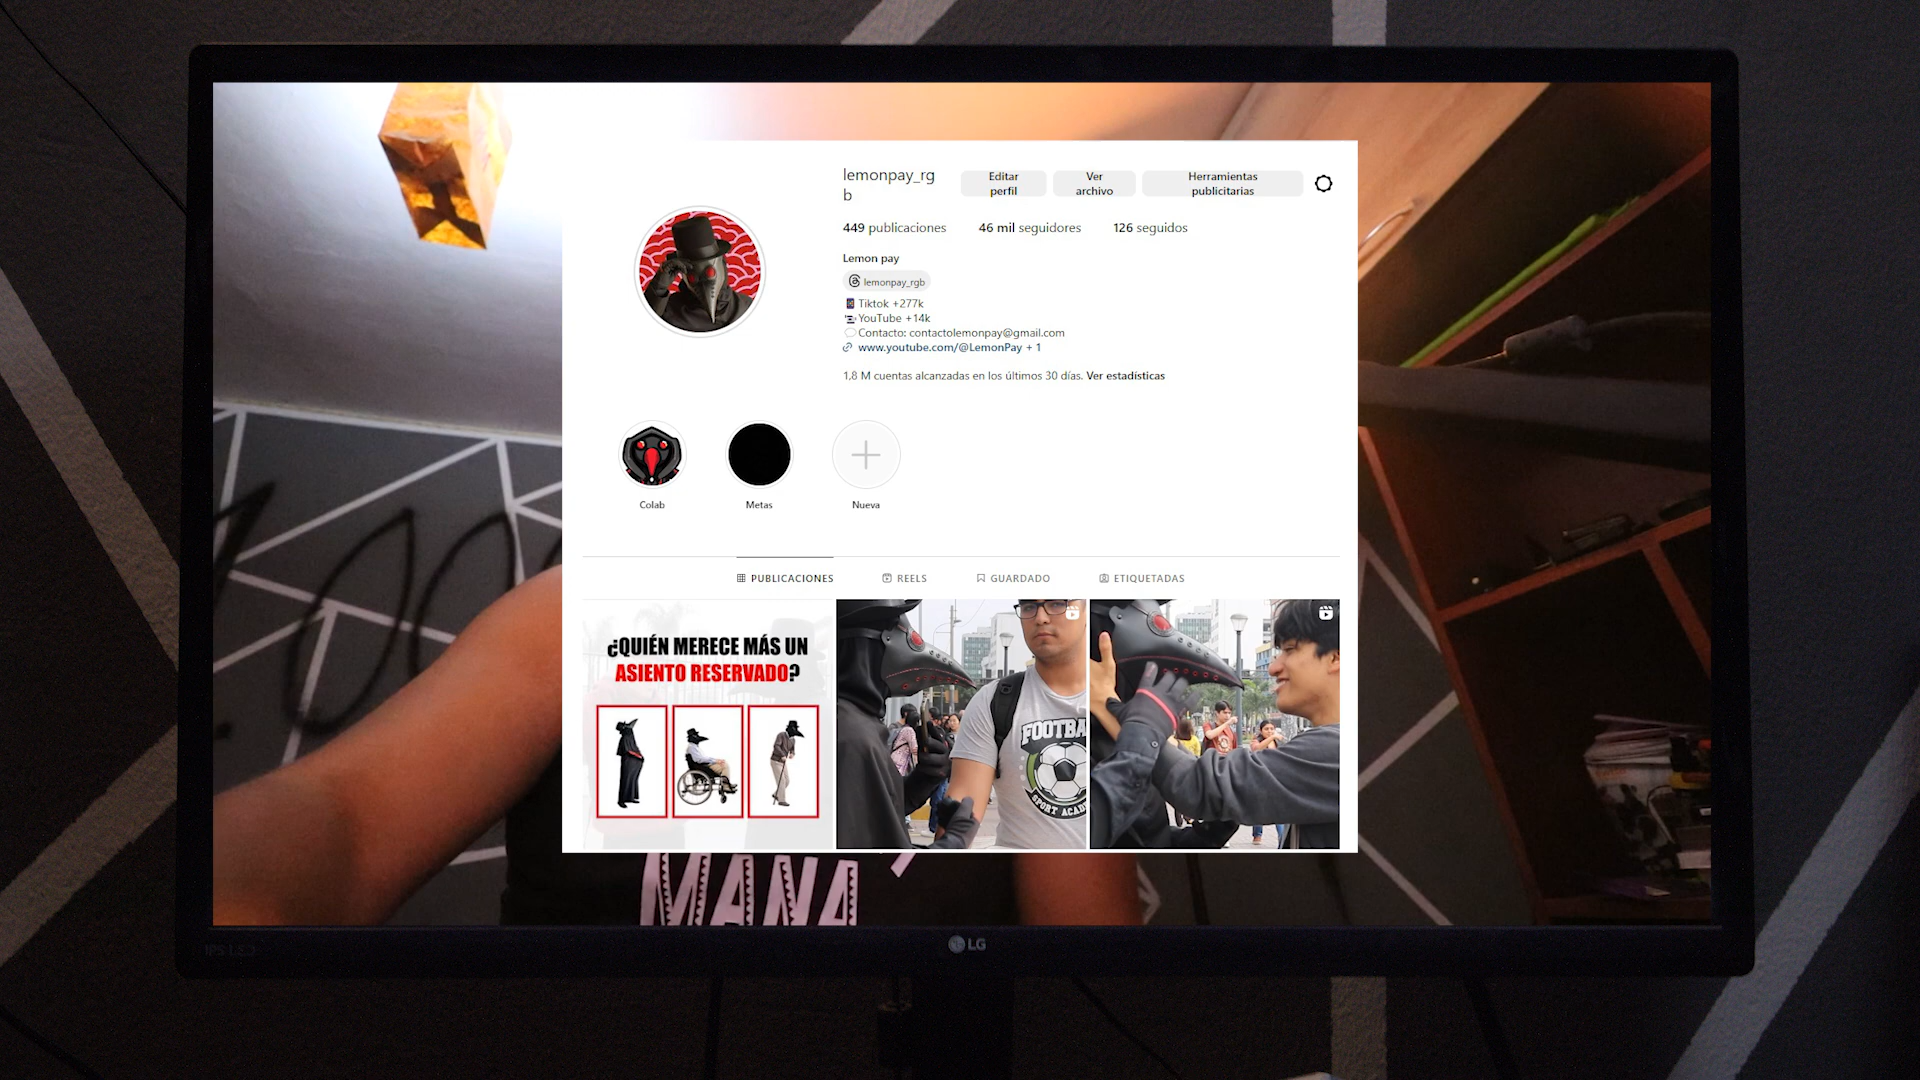 lemonpay_rg
b
Editar
perfil
Ver
archivo
Herramientas
publicitarias
449 publicaciones
46 mil seguidores
126 seguidos
Lemon pay
lemonpay_rgb
Tiktok +277k
YouTube +14k
Contacto: contactolemonpay@gmail.com
www.youtube.com/@LemonPay + 1
1,8 M cuentas alcanzadas en los últimos 30 días. Ver estadísticas
Colab
Metas
Nueva
PUBLICACIONES
REELS
GUARDADO
ETIQUETADAS
¿QUIÉN MERECE MÁS UN
ASIENTO RESERVADO?
FOOTBA
SPORT ACAD
MANA
LG